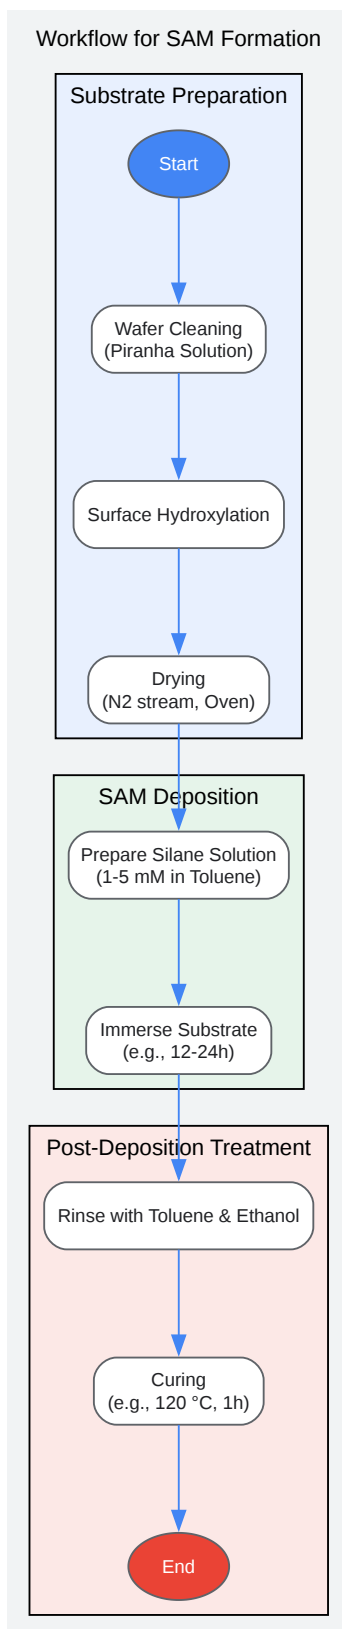 Workflow for SAM Formation
Substrate Preparation
Start
Wafer Cleaning
(Piranha Solution)
Surface Hydroxylation
Drying
(N2 stream, Oven)
SAM Deposition
Prepare Silane Solution
(1-5 mM in Toluene)
Immerse Substrate
(e.g., 12-24h)
Post-Deposition Treatment
Rinse with Toluene & Ethanol
Curing
(e.g., 120 °C, 1h)
End